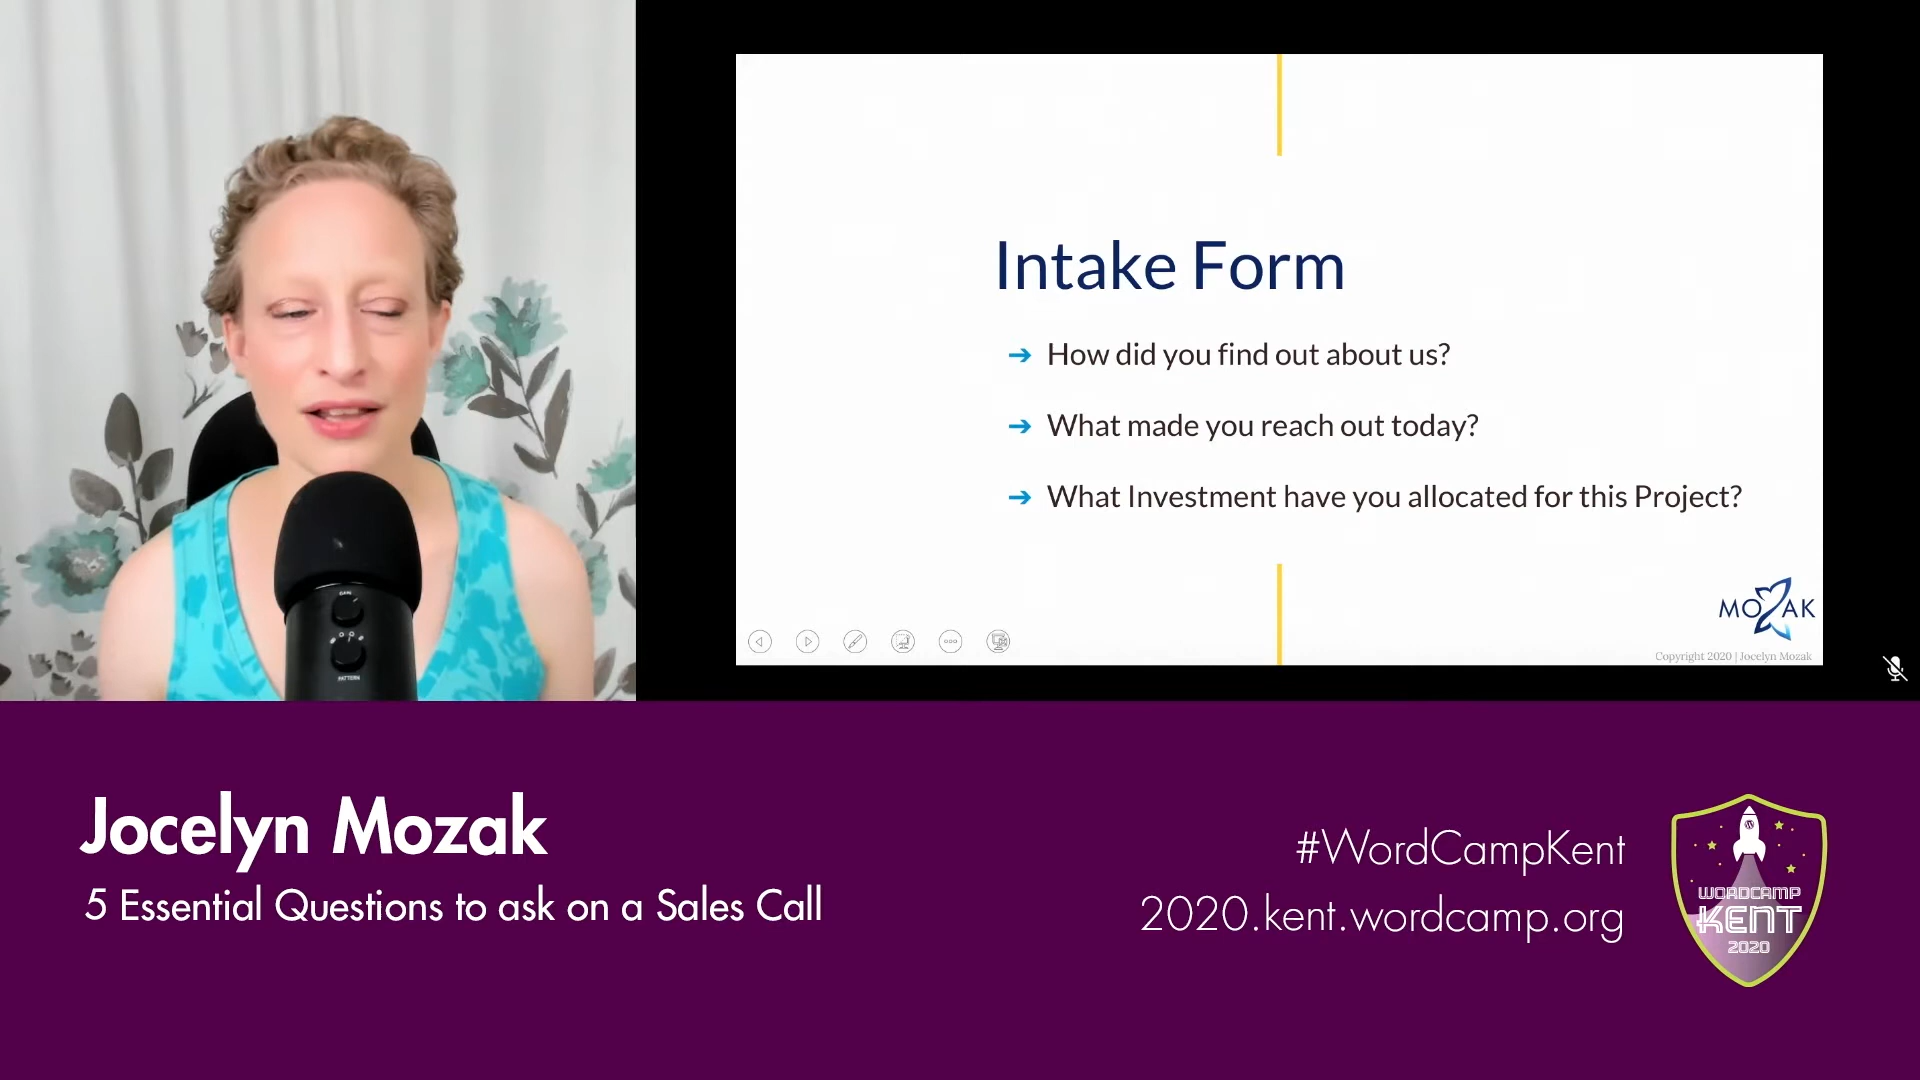 Intake Form
➔ How did you find out about us?
➔ What made you reach out today?
➔ What Investment have you allocated for this Project?
MOZAK
Copyright 2020 | Jocelyn Mozak
GAIN
PATTERN
Jocelyn Mozak
5 Essential Questions to ask on a Sales Call
#WordCampKent
2020.kent.wordcamp.org
WORDCAMP
KENT
2020